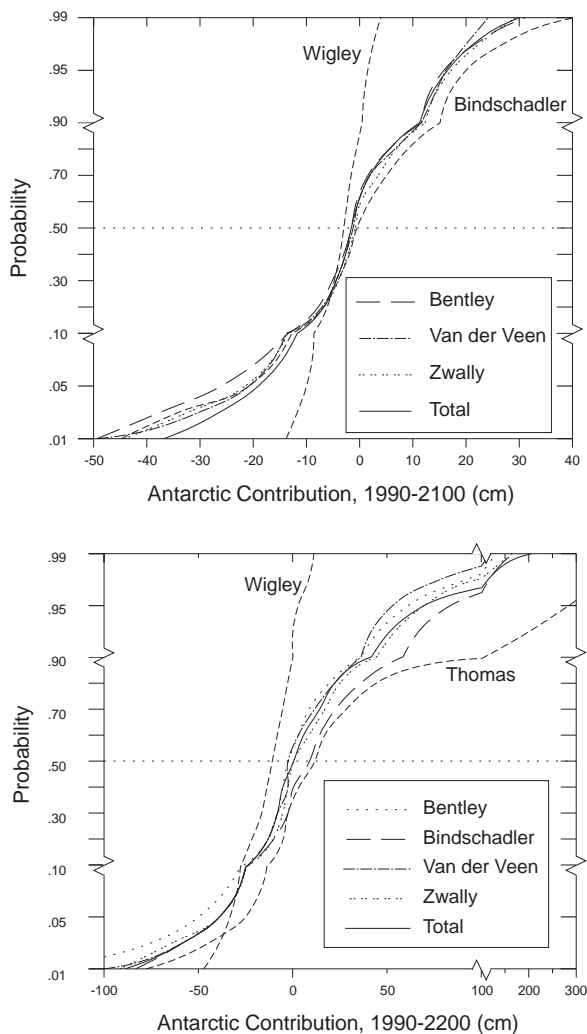 .99
Wigley
.95
Bindschadler
.90
.70
Probability
.50
.30
Bentley
Van der Veen
.10
Zwally
.05
Total
.01
-50 -40 -30 -20 -10 0 10 20 30 40
Antarctic Contribution, 1990-2100 (cm)
0.99
Wigley
0.95
.90
Thomas
.70
Probability
.50
Bentley
.30
Bindschadler
Van der Veen
.10
Zwally
.05
Total
.01
-100 -50 0 50 100 100 200 300
Antarctic Contribution, 1990-2200 (cm)